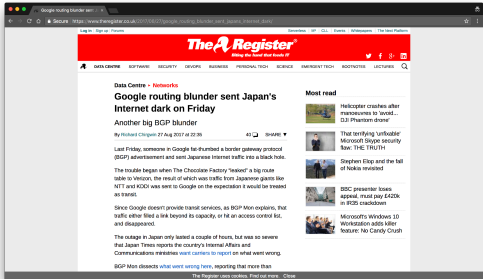 Google routing blunder sent Japan's Internet dark
Secure https://www.theregister.co.uk/2017/08/27/google_routing_blunder_sent_japans_internet_dark/
Log in Sign up Forums
Serverless M³ CLL Events Whitepapers The Next Platform
The A Register®
Biting the hand that feeds IT
DATA CENTRE SOFTWARE SECURITY DEVOPS BUSINESS PERSONAL TECH SCIENCE EMERGENT TECH BOOTNOTES LECTURES
Data Centre ▸ Networks
Google routing blunder sent Japan's
Internet dark on Friday
Another big BGP blunder
By Richard Chirgwin 27 Aug 2017 at 22:35
40 SHARE ▼
Last Friday, someone in Google fat-thumbed a border gateway protocol
(BGP) advertisement and sent Japanese Internet traffic into a black hole.
The trouble began when The Chocolate Factory "leaked" a big route
table to Verizon, the result of which was traffic from Japanese giants like
NTT and KDDI was sent to Google on the expectation it would be treated
as transit.
Since Google doesn't provide transit services, as BGP Mon explains, that
traffic either filled a link beyond its capacity, or hit an access control list,
and disappeared.
The outage in Japan only lasted a couple of hours, but was so severe
that Japan Times reports the country's Internal Affairs and
Communications ministries want carriers to report on what went wrong.
BGP Mon dissects what went wrong here, reporting that more than
Most read
Helicopter crashes after
manoeuvres to 'avoid...
DJI Phantom drone'
That terrifying 'unfixable'
Microsoft Skype security
flaw: THE TRUTH
Stephen Elop and the fall
of Nokia revisited
BBC presenter loses
appeal, must pay £420k
in IR35 crackdown
Microsoft's Windows 10
Workstation adds killer
feature: No Candy Crush
The Register uses cookies. Find out more. Close